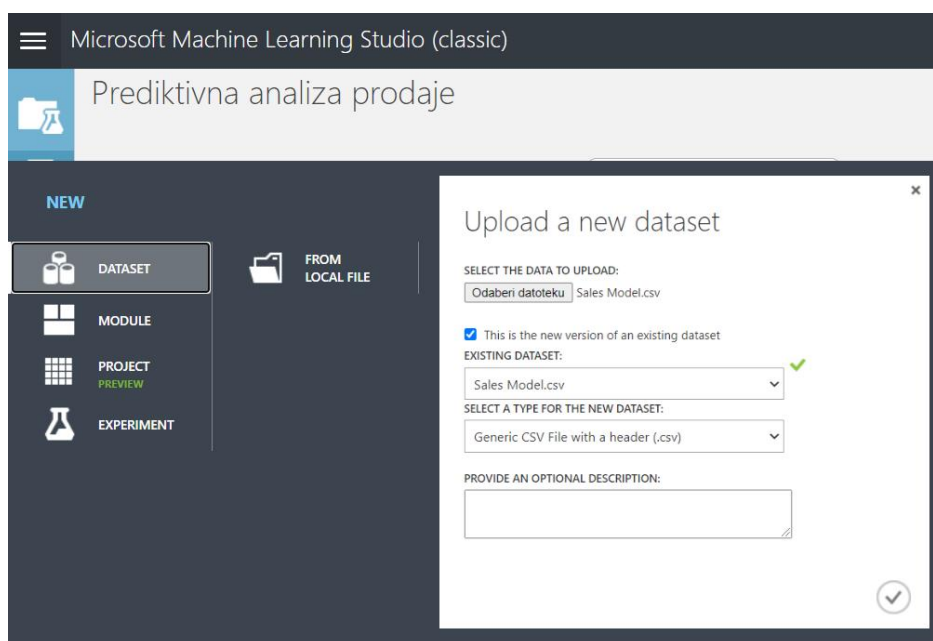 Microsoft Machine Learning Studio (classic)
Prediktivna analiza prodaje
NEW
DATASET
MODULE
PROJECT
PREVIEW
EXPERIMENT
FROM
LOCAL FILE
Upload a new dataset
SELECT THE DATA TO UPLOAD:
Odaberi datoteku Sales Model.csv
This is the new version of an existing dataset
EXISTING DATASET:
Sales Model.csv
SELECT A TYPE FOR THE NEW DATASET:
Generic CSV File with a header (.csv)
PROVIDE AN OPTIONAL DESCRIPTION: